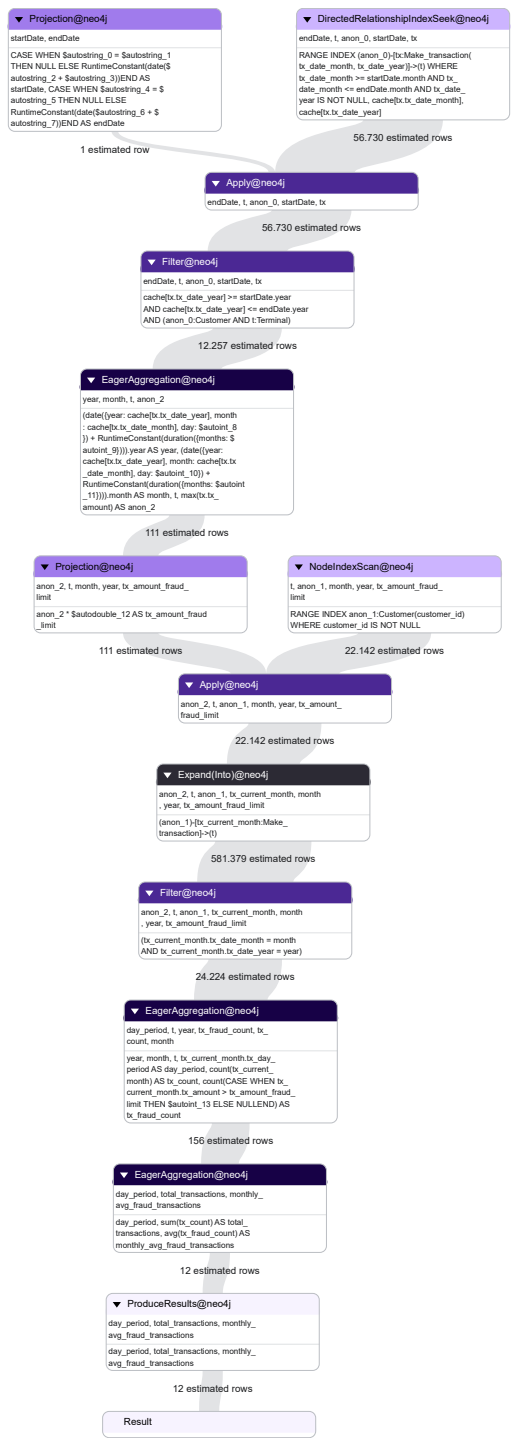 Projection@neo4j
startDate, endDate
CASE WHEN $autostring_0 = $autostring_1
THEN NULL ELSE RuntimeConstant(date($
autostring_2 + $autostring_3))END AS
startDate, CASE WHEN $autostring_4 = $
autostring_5 THEN NULL ELSE
RuntimeConstant(date($autostring_6 + $
autostring_7))END AS endDate
1 estimated row
DirectedRelationshipIndexSeek@neo4j
endDate, t, anon_0, startDate, tx
RANGE INDEX (anon_0)-[tx:Make_transaction(
tx_date_month, tx_date_year)]->(t) WHERE
tx_date_month >= startDate.month AND tx_
date_month <= endDate.month AND tx_date_
year IS NOT NULL, cache[tx.tx_date_month],
cache[tx.tx_date_year]
56.730 estimated rows
Apply@neo4j
endDate, t, anon_0, startDate, tx
56.730 estimated rows
Filter@neo4j
endDate, t, anon_0, startDate, tx
cache[tx.tx_date_year] >= startDate.year
AND cache[tx.tx_date_year] <= endDate.year
AND (anon_0:Customer AND t:Terminal)
12.257 estimated rows
EagerAggregation@neo4j
year, month, t, anon_2
(date({year: cache[tx.tx_date_year], month
: cache[tx.tx_date_month], day: $autoint_8
}) + RuntimeConstant(duration({months: $
autoint_9}))).year AS year, (date({year:
cache[tx.tx_date_year], month: cache[tx.tx
_date_month], day: $autoint_10}) +
RuntimeConstant(duration({months: $autoint
_11}))).month AS month, t, max(tx.tx_
amount) AS anon_2
111 estimated rows
Projection@neo4j
anon_2, t, month, year, tx_amount_fraud_
limit
anon_2 * $autodouble_12 AS tx_amount_fraud
_limit
111 estimated rows
NodeIndexScan@neo4j
t, anon_1, month, year, tx_amount_fraud_
limit
RANGE INDEX anon_1:Customer(customer_id)
WHERE customer_id IS NOT NULL
22.142 estimated rows
Apply@neo4j
anon_2, t, anon_1, month, year, tx_amount_
fraud_limit
22.142 estimated rows
Expand(Into)@neo4j
anon_2, t, anon_1, tx_current_month, month
, year, tx_amount_fraud_limit
(anon_1)-[tx_current_month:Make_
transaction]->(t)
581.379 estimated rows
Filter@neo4j
anon_2, t, anon_1, tx_current_month, month
, year, tx_amount_fraud_limit
(tx_current_month.tx_date_month = month
AND tx_current_month.tx_date_year = year)
24.224 estimated rows
EagerAggregation@neo4j
day_period, t, year, tx_fraud_count, tx_
count, month
year, month, t, tx_current_month.tx_day_
period AS day_period, count(tx_current_
month) AS tx_count, count(CASE WHEN tx_
current_month.tx_amount > tx_amount_fraud_
limit THEN $autoint_13 ELSE NULLEND) AS
tx_fraud_count
156 estimated rows
EagerAggregation@neo4j
day_period, total_transactions, monthly_
avg_fraud_transactions
day_period, sum(tx_count) AS total_
transactions, avg(tx_fraud_count) AS
monthly_avg_fraud_transactions
12 estimated rows
ProduceResults@neo4j
day_period, total_transactions, monthly_
avg_fraud_transactions
day_period, total_transactions, monthly_
avg_fraud_transactions
12 estimated rows
Result